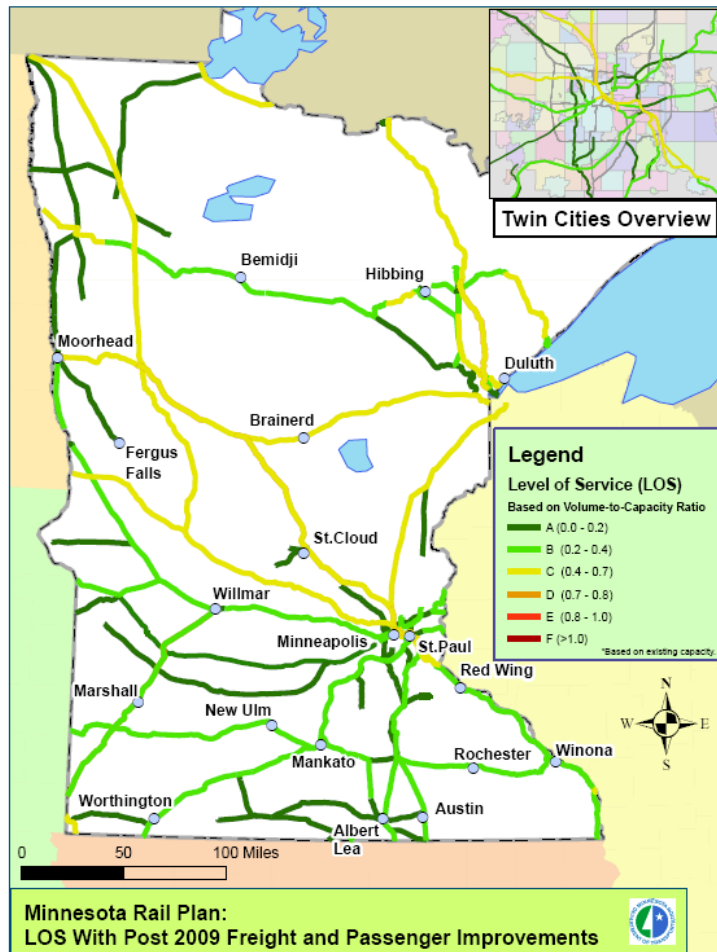 Twin Cities Overview
Bemidji
Hibbing
Moorhead
Duluth
Brainerd
Fergus
Falls
Legend
Level of Service (LOS)
Based on Volume-to-Capacity Ratio
A (0.0 - 0.2)
B (0.2 - 0.4)
C (0.4 - 0.7)
D (0.7 - 0.8)
E (0.8 - 1.0)
F (>1.0)
*Based on existing capacity.
St.Cloud
Willmar
Minneapolis
St.Paul
Red Wing
Marshall
New Ulm
Mankato
Rochester
Winona
N
W
E
S
Worthington
Austin
Albert
Lea
0 50 100 Miles
Minnesota Rail Plan:
LOS With Post 2009 Freight and Passenger Improvements